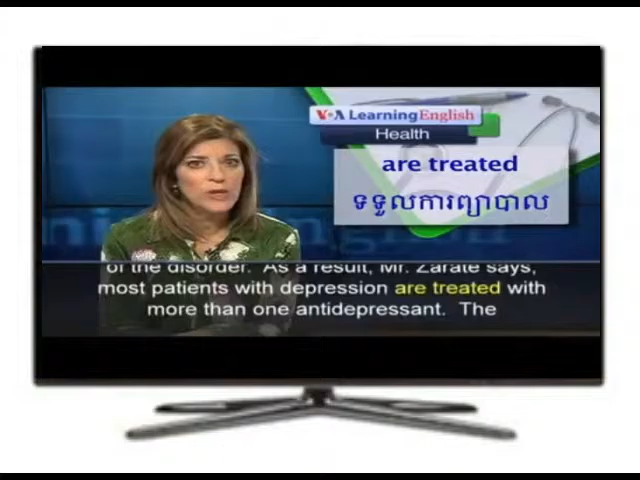 VOA LearningEnglish
Health
are treated
ទទួលការព្យាបាល
of the disorder. As a result, Mr. Zarate says,
most patients with depression are treated with
more than one antidepressant. The